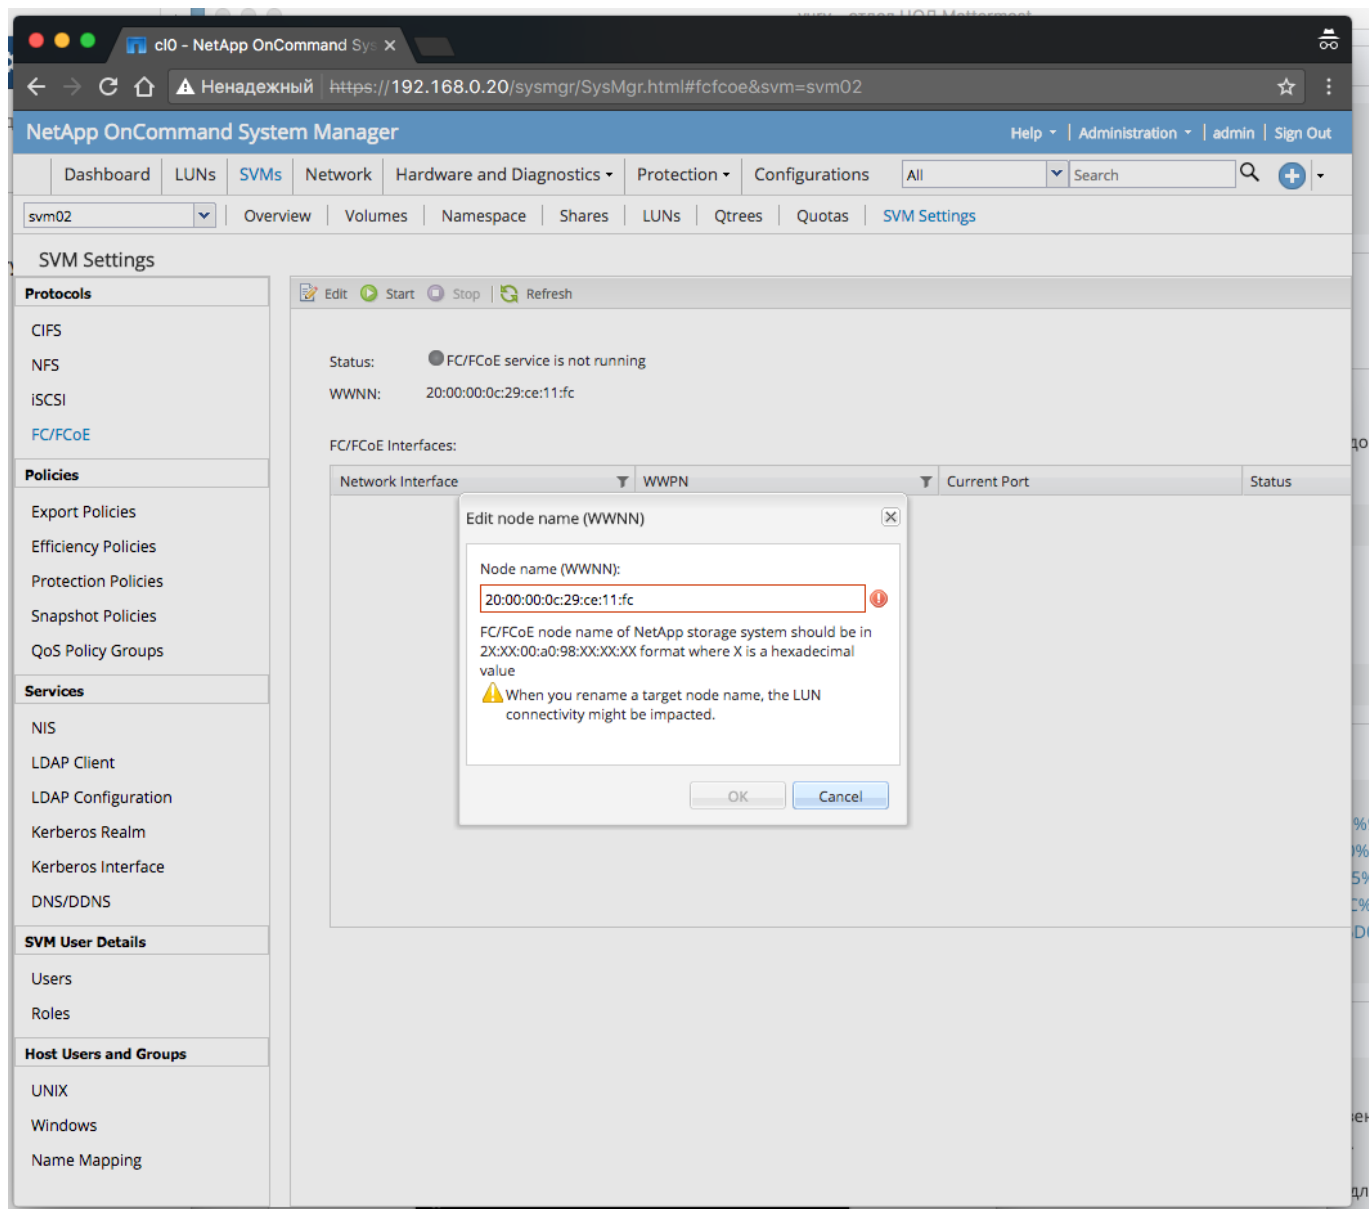 cl0 - NetApp OnCommand Sys
Ненадежный https://192.168.0.20/sysmgr/SysMgr.html#fcfcoe&svm=svm02
NetApp OnCommand System Manager
Help Administration admin Sign Out
Dashboard LUNs SVMs Network Hardware and Diagnostics Protection Configurations All Search
svm02 Overview Volumes Namespace Shares LUNs Qtrees Quotas SVM Settings
SVM Settings
Protocols
CIFS
NFS
iSCSI
FC/FCoE
Policies
Export Policies
Efficiency Policies
Protection Policies
Snapshot Policies
QoS Policy Groups
Services
NIS
LDAP Client
LDAP Configuration
Kerberos Realm
Kerberos Interface
DNS/DDNS
SVM User Details
Users
Roles
Host Users and Groups
UNIX
Windows
Name Mapping
Edit Start Stop Refresh
Status: FC/FCoE service is not running
WWNN: 20:00:00:0c:29:ce:11:fc
FC/FCoE Interfaces:
Network Interface WWPN Current Port Status
Edit node name (WWNN)
Node name (WWNN):
20:00:00:0c:29:ce:11:fc
FC/FCoE node name of NetApp storage system should be in
2X:XX:00:a0:98:XX:XX:XX format where X is a hexadecimal
value
When you rename a target node name, the LUN
connectivity might be impacted.
OK Cancel